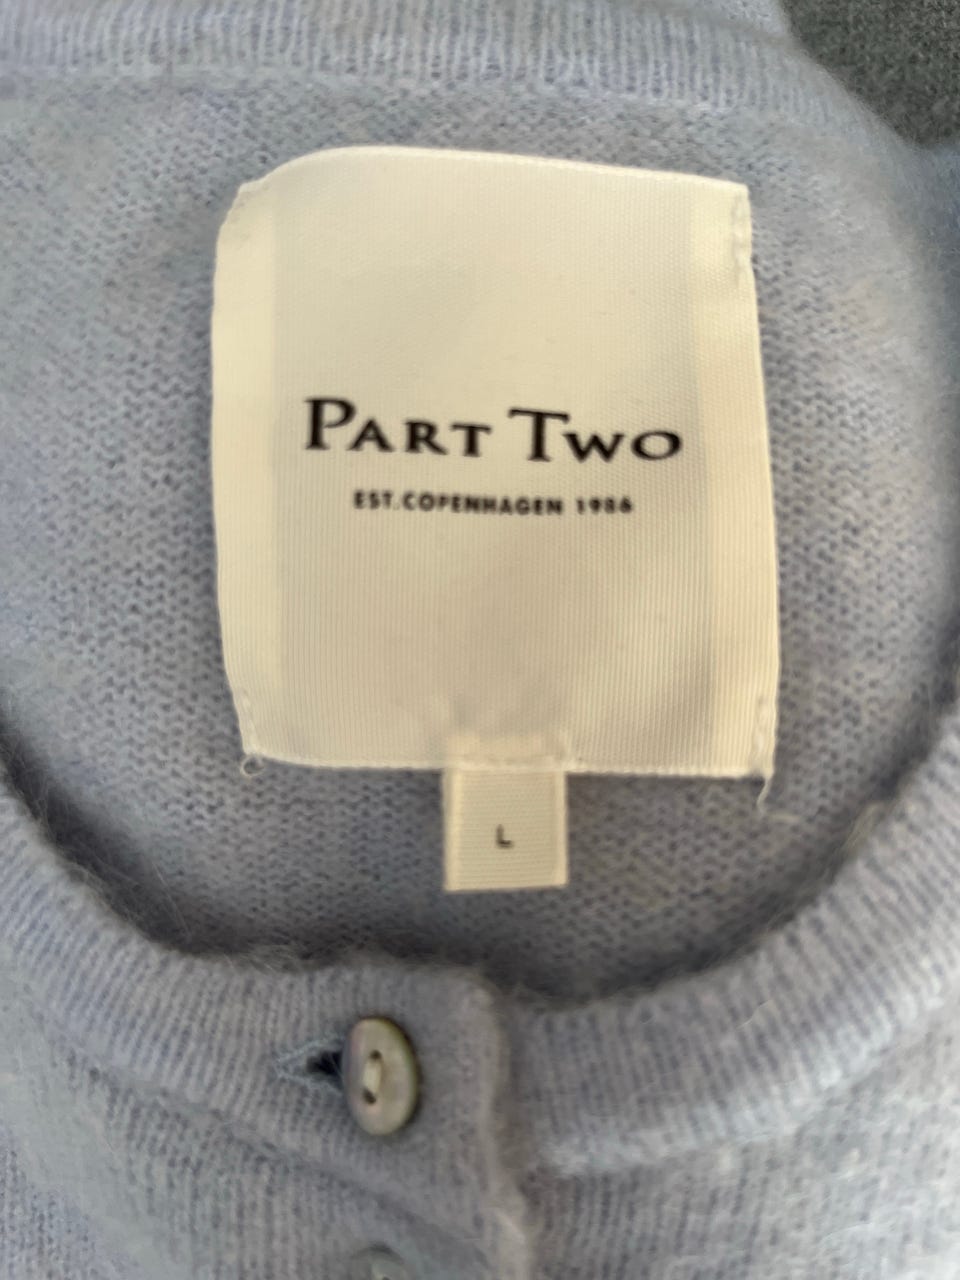 PART TWO
EST. COPENHAGEN 1986
L